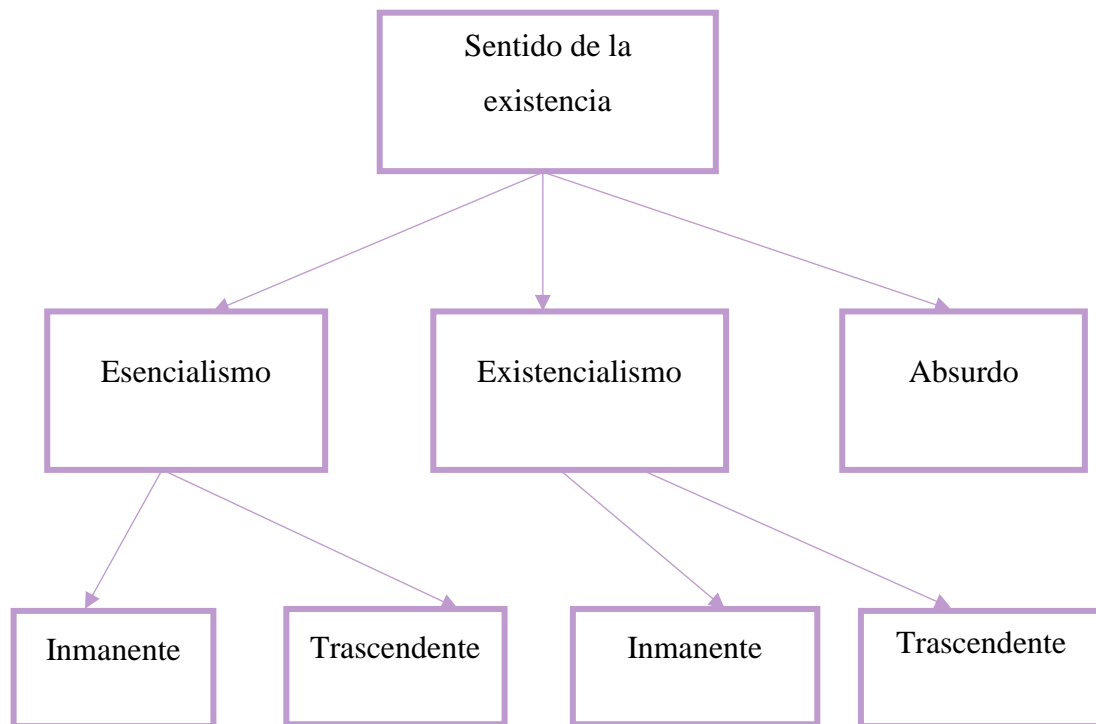 Sentido de la
existencia
Esencialismo
Existencialismo
Absurdo
Inmanente
Trascendente
Inmanente
Trascendente